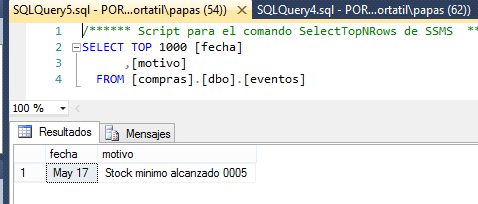 SQLQuery5.sql - POR...ortatil\papas (54))
SQLQuery4.sql - POR...ortatil\papas (62))
1 /****** Script para el comando SelectTopNRows de SSMS **
2 SELECT TOP 1000 [fecha]
3 ,[motivo]
4 FROM [compras].[dbo].[eventos]
100 %
Resultados Mensajes
fecha motivo
1 May 17 Stock minimo alcanzado 0005